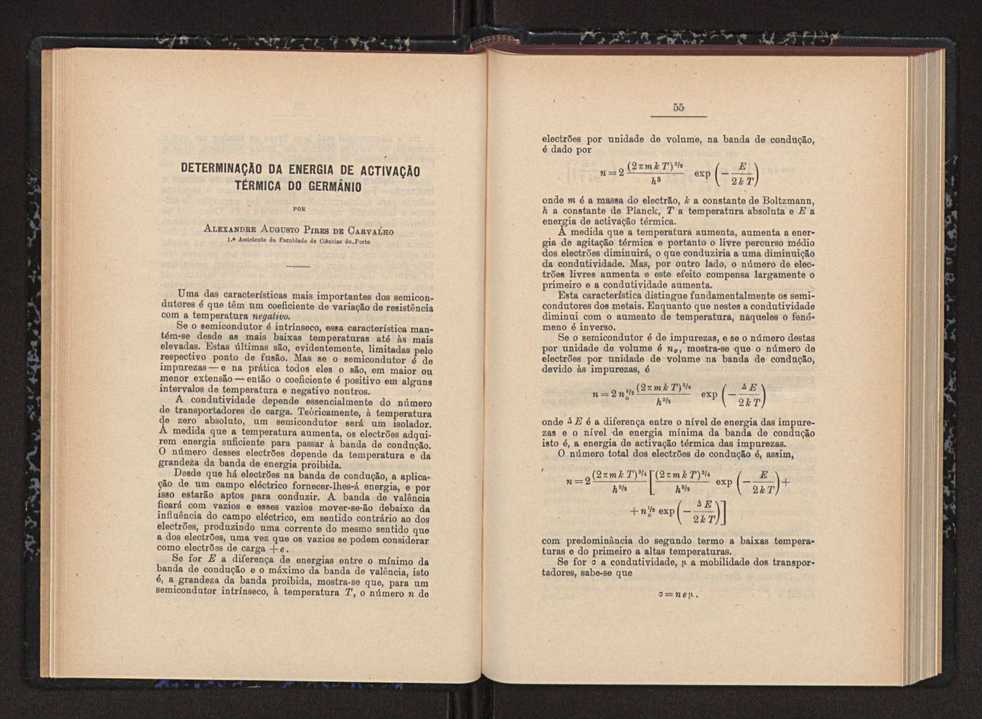 DETERMINAÇÃO DA ENERGIA DE ACTIVAÇÃO
TÉRMICA DO GERMÂNIO
POR
ALEXANDRE AUGUSTO PIRES DE CARVALHO
1.º Assistente da Faculdade de Ciências do Porto
Uma das características mais importantes dos semicon-
dutores é que têm um coeficiente de variação de resistência
com a temperatura negativo.
Se o semicondutor é intrínseco, essa característica man-
tém-se desde as mais baixas temperaturas até às mais
elevadas. Estas últimas são, evidentemente, limitadas pelo
respectivo ponto de fusão. Mas se o semicondutor é de
impurezas — e na prática todos eles o são, em maior ou
menor extensão — então o coeficiente é positivo em alguns
intervalos de temperatura e negativo noutros.
A condutividade depende essencialmente do número
de transportadores de carga. Teòricamente, à temperatura
de zero absoluto, um semicondutor será um isolador.
À medida que a temperatura aumenta, os electrões adqui-
rem energia suficiente para passar à banda de condução.
O número desses electrões depende da temperatura e da
grandeza da banda de energia proibida.
Desde que há electrões na banda de condução, a aplica-
ção de um campo eléctrico fornecer-lhes-á energia, e por
isso estarão aptos para conduzir. A banda de valência
ficará com vazios e esses vazios mover-se-ão debaixo da
influência do campo eléctrico, em sentido contrário ao dos
electrões, produzindo uma corrente do mesmo sentido que
a dos electrões, uma vez que os vazios se podem considerar
como electrões de carga + e.
Se for E a diferença de energias entre o mínimo da
banda de condução e o máximo da banda de valência, isto
é, a grandeza da banda proibida, mostra-se que, para um
semicondutor intrínseco, à temperatura T, o número n de
55
electrões por unidade de volume, na banda de condução,
é dado por
n = 2 (2 π m k T)^3/2 / h^3 exp (− E / 2 k T)
onde m é a massa do electrão, k a constante de Boltzmann,
h a constante de Planck, T a temperatura absoluta e E a
energia de activação térmica.
À medida que a temperatura aumenta, aumenta a ener-
gia de agitação térmica e portanto o livre percurso médio
dos electrões diminuirá, o que conduziria a uma diminuição
da condutividade. Mas, por outro lado, o número de elec-
trões livres aumenta e este efeito compensa largamente o
primeiro e a condutividade aumenta.
Esta característica distingue fundamentalmente os semi-
condutores dos metais. Enquanto que nestes a condutividade
diminui com o aumento de temperatura, naqueles o fenó-
meno é inverso.
Se o semicondutor é de impurezas, e se o número destas
por unidade de volume é n₀, mostra-se que o número de
electrões por unidade de volume na banda de condução,
devido às impurezas, é
n = 2 n₀^1/2 (2 π m k T)^3/4 / h^3/2 exp (− Δ E / 2 k T)
onde Δ E é a diferença entre o nível de energia das impure-
zas e o nível de energia mínima da banda de condução
isto é, a energia de activação térmica das impurezas.
O número total dos electrões de condução é, assim,
n = 2 (2 π m k T)^3/4 / h^3/2 [ (2 π m k T)^3/4 / h^3/2 exp (− E / 2 k T) +
+ n₀^1/2 exp (− Δ E / 2 k T) ]
com predominância do segundo termo a baixas tempera-
turas e do primeiro a altas temperaturas.
Se for σ a condutividade, μ a mobilidade dos transpor-
tadores, sabe-se que
σ = n e μ.